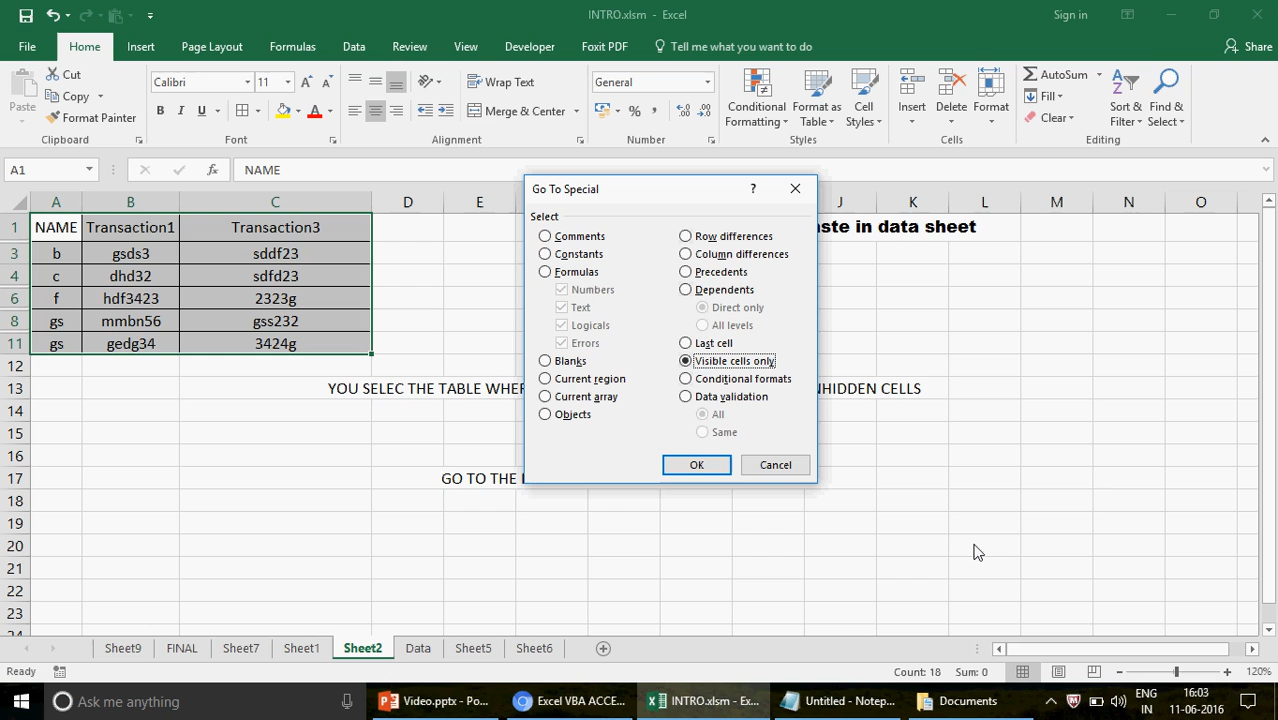 INTRO.xlsm - Excel
Sign in
File Home Insert Page Layout Formulas Data Review View Developer Foxit PDF Tell me what you want to do Share
Paste
Cut
Copy
Format Painter
Clipboard
Calibri 11
B I U A
Font
Wrap Text
Merge & Center
Alignment
General
%
Number
Conditional Formatting
Format as Table
Cell Styles
Styles
Insert Delete Format
Cells
AutoSum
Fill
Clear
Sort & Filter
Find & Select
Editing
A1 fx NAME
A B C D E J K L M N O
1 NAME Transaction1 Transaction3 in data sheet
3 b gsds3 sddf23
4 c dhd32 sdfd23
6 f hdf3423 2323g
8 gs mmbn56 gss232
11 gs gedg34 3424g
12
13 YOU SELECT THE TABLE CELLS
14
15
16
17 GO TO THE
18
19
20
21
22
23
24
Go To Special ?
Select
Comments Row differences
Constants Column differences
Formulas Precedents
Numbers Dependents
Text Direct only
Logicals All levels
Errors Last cell
Blanks Visible cells only
Current region Conditional formats
Current array Data validation
Objects All
Same
OK Cancel
Sheet9 FINAL Sheet7 Sheet1 Sheet2 Data Sheet5 Sheet6
Ready Count: 18 Sum: 0 120%
Ask me anything Video.pptx - Po... Excel VBA ACCE... INTRO.xlsm - Ex... Untitled - Notep... Documents
ENG 16:03
IN 11-06-2016